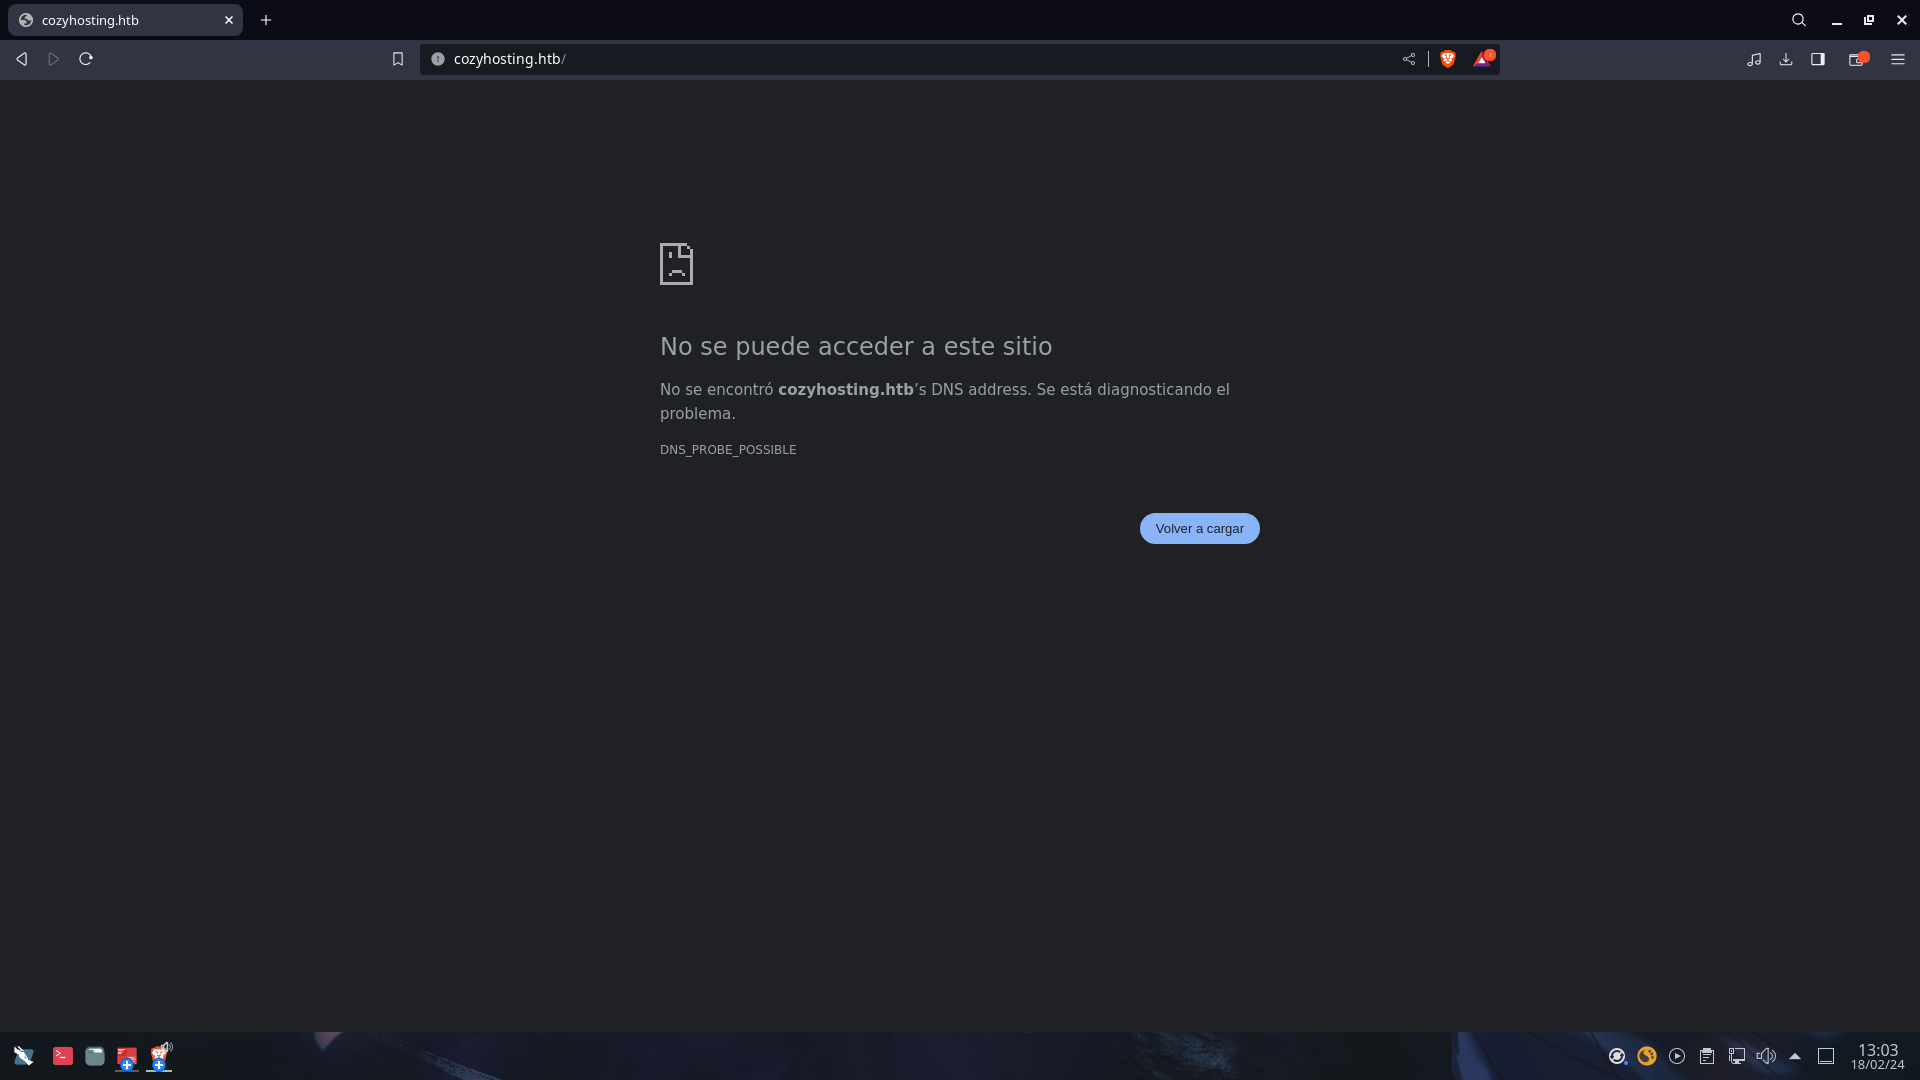 cozyhosting.htb
cozyhosting.htb/
No se puede acceder a este sitio
No se encontró cozyhosting.htb’s DNS address. Se está diagnosticando el
problema.
DNS_PROBE_POSSIBLE
Volver a cargar
13:03
18/02/24